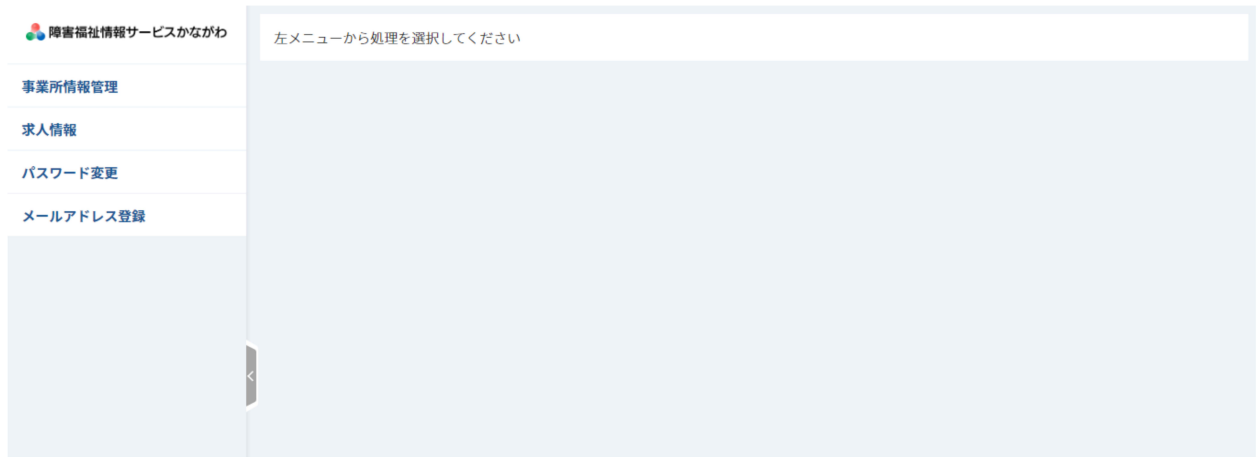 障害福祉情報サービスかながわ
左メニューから処理を選択してください
事業所情報管理
求人情報
パスワード変更
メールアドレス登録